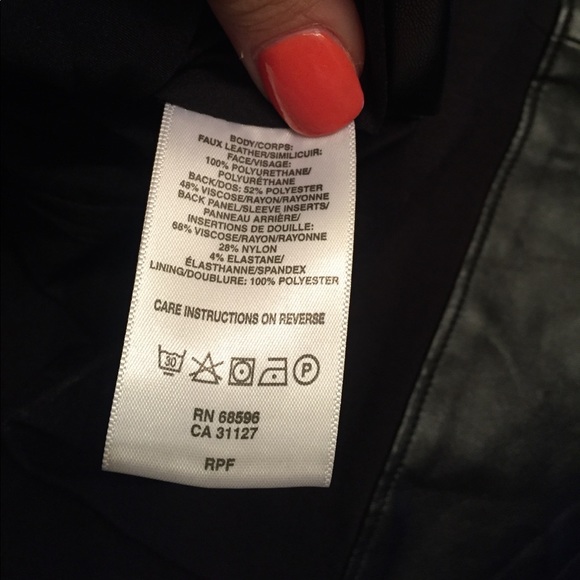 BODY/CORPS:
FAUX LEATHER/SIMILICUIR:
FACE/VISAGE:
100% POLYURETHANE/
POLYURÉTHANE
BACK/DOS: 52% POLYESTER
48% VISCOSE/RAYON/RAYONNE
BACK PANEL/SLEEVE INSERTS/
PANNEAU ARRIÈRE/
INSERTIONS DE DOUILLE:
68% VISCOSE/RAYON/RAYONNE
28% NYLON
4% ELASTANE/
ÉLASTHANNE/SPANDEX
LINING/DOUBLURE: 100% POLYESTER
CARE INSTRUCTIONS ON REVERSE
30 P
RN 68596
CA 31127
RPF